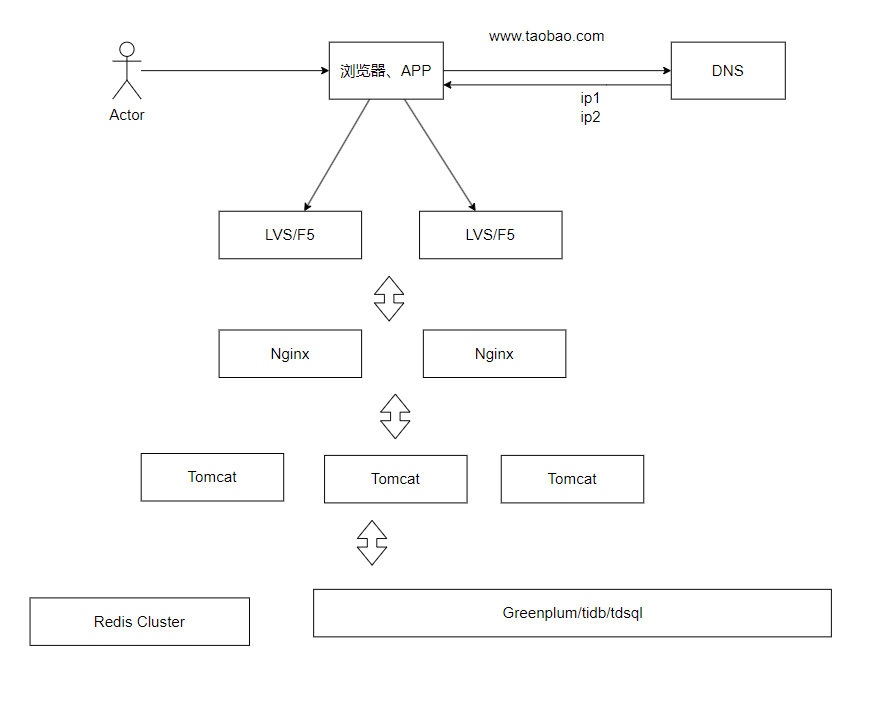 www.taobao.com
浏览器、APP
DNS
ip1
ip2
Actor
LVS/F5
LVS/F5
Nginx
Nginx
Tomcat
Tomcat
Tomcat
Redis Cluster
Greenplum/tidb/tdsql